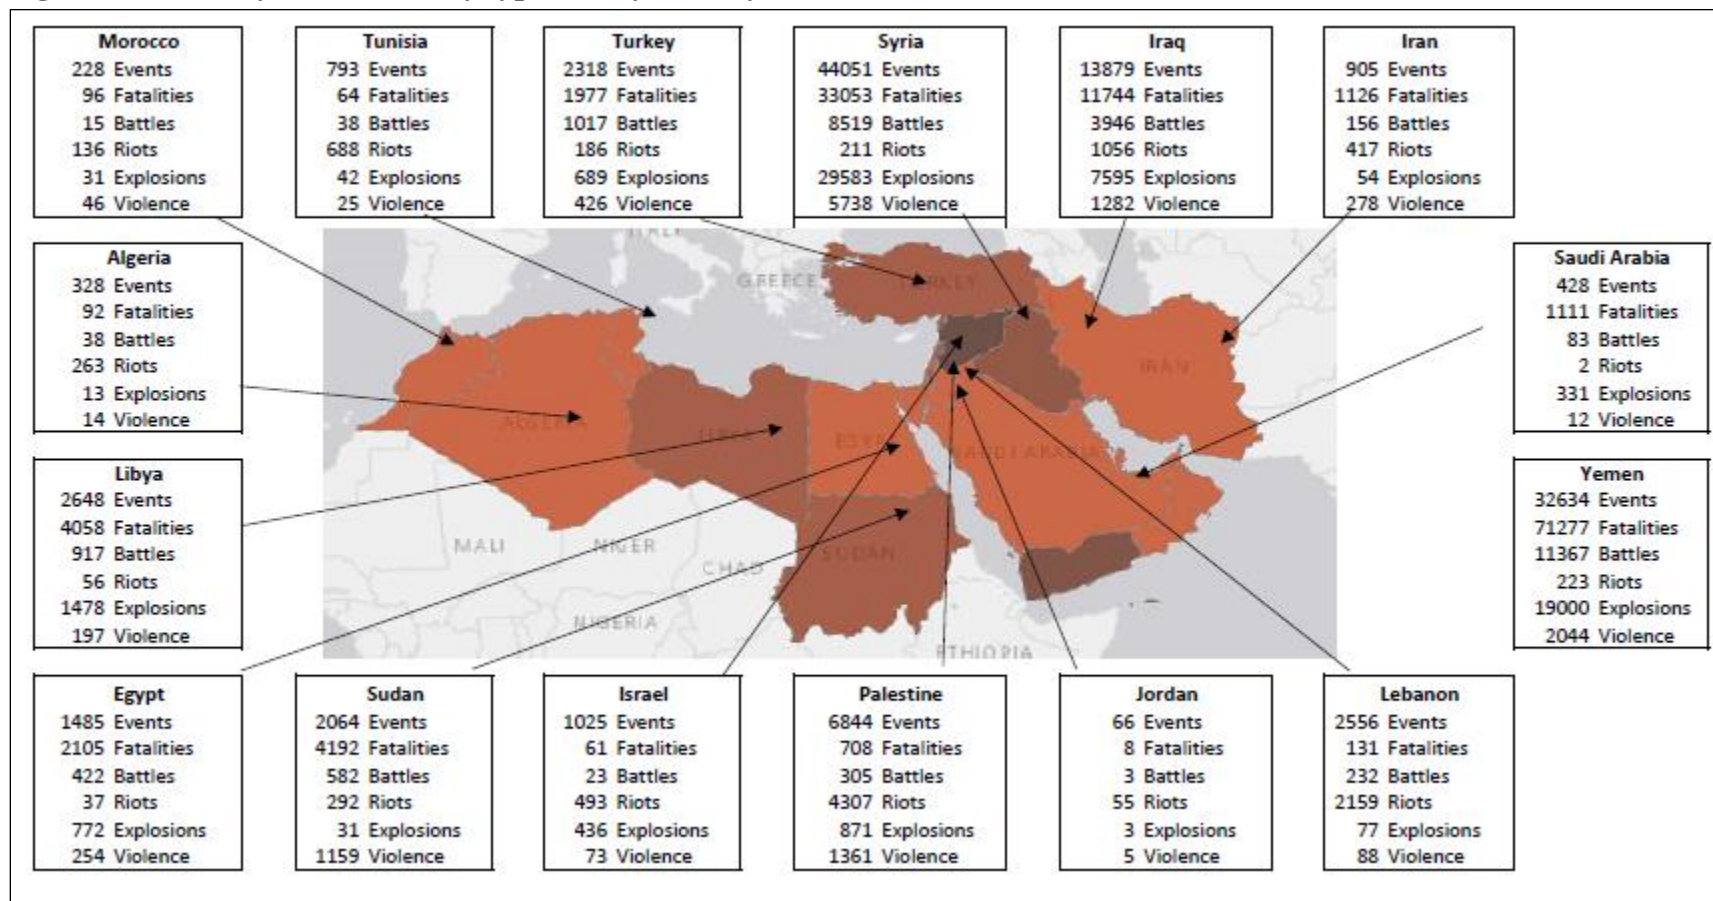 Morocco
228 Events
96 Fatalities
15 Battles
136 Riots
31 Explosions
46 Violence
Tunisia
793 Events
64 Fatalities
38 Battles
688 Riots
42 Explosions
25 Violence
Turkey
2318 Events
1977 Fatalities
1017 Battles
186 Riots
689 Explosions
426 Violence
Syria
44051 Events
33053 Fatalities
8519 Battles
211 Riots
29583 Explosions
5738 Violence
Iraq
13879 Events
11744 Fatalities
3946 Battles
1056 Riots
7595 Explosions
1282 Violence
Iran
905 Events
1126 Fatalities
156 Battles
417 Riots
54 Explosions
278 Violence
Algeria
328 Events
92 Fatalities
38 Battles
263 Riots
13 Explosions
14 Violence
Saudi Arabia
428 Events
1111 Fatalities
83 Battles
2 Riots
331 Explosions
12 Violence
GREECE
TURKEY
IRAN
ALGERIA
LIBYA
SAUDI ARABIA
MALI
NIGER
CHAD
SUDAN
NIGERIA
ETHIOPIA
Libya
2648 Events
4058 Fatalities
917 Battles
56 Riots
1478 Explosions
197 Violence
Yemen
32634 Events
71277 Fatalities
11367 Battles
223 Riots
19000 Explosions
2044 Violence
Egypt
1485 Events
2105 Fatalities
422 Battles
37 Riots
772 Explosions
254 Violence
Sudan
2064 Events
4192 Fatalities
582 Battles
292 Riots
31 Explosions
1159 Violence
Israel
1025 Events
61 Fatalities
23 Battles
493 Riots
436 Explosions
73 Violence
Palestine
6844 Events
708 Fatalities
305 Battles
4307 Riots
871 Explosions
1361 Violence
Jordan
66 Events
8 Fatalities
3 Battles
55 Riots
3 Explosions
5 Violence
Lebanon
2556 Events
131 Fatalities
232 Battles
2159 Riots
77 Explosions
88 Violence